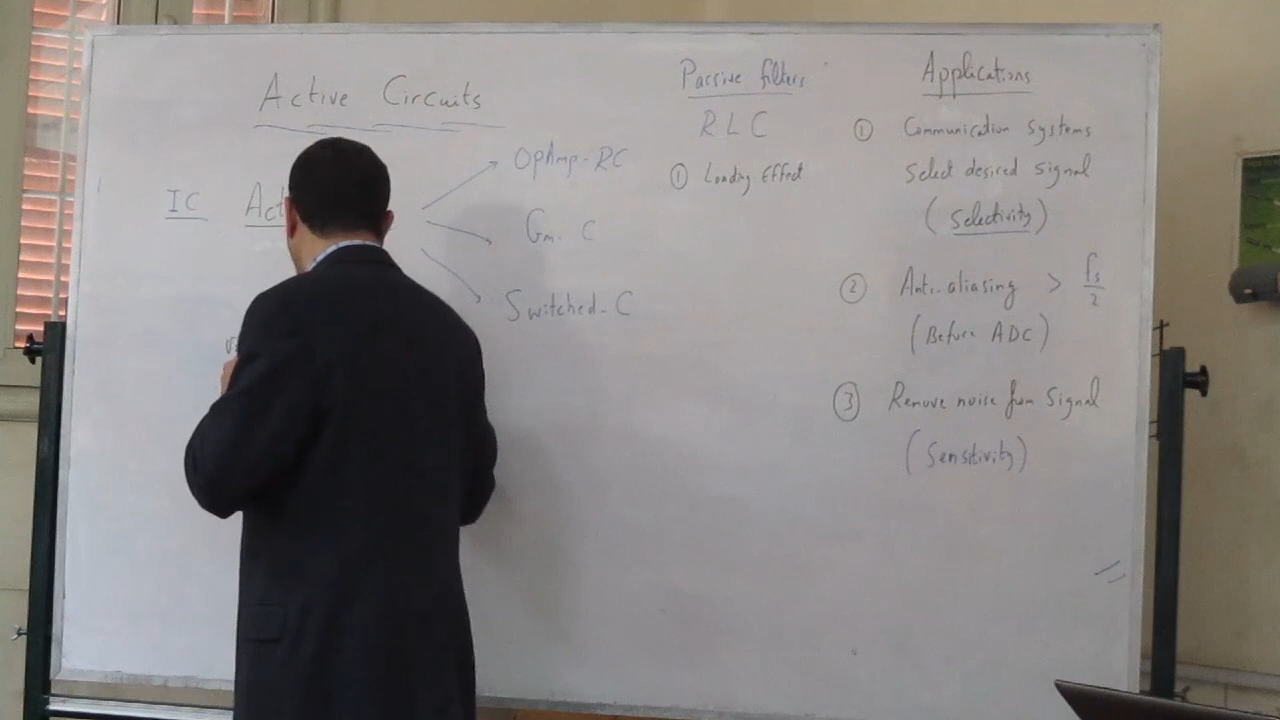 Active Circuits
IC
OpAmp-RC
Gm-C
Switched-C
Passive filters
RLC
① Loading Effect
Applications
① Communication Systems
Select desired signal
(Selectivity)
② Anti-aliasing > fs/2
(Before ADC)
③ Remove noise from Signal
(Sensitivity)